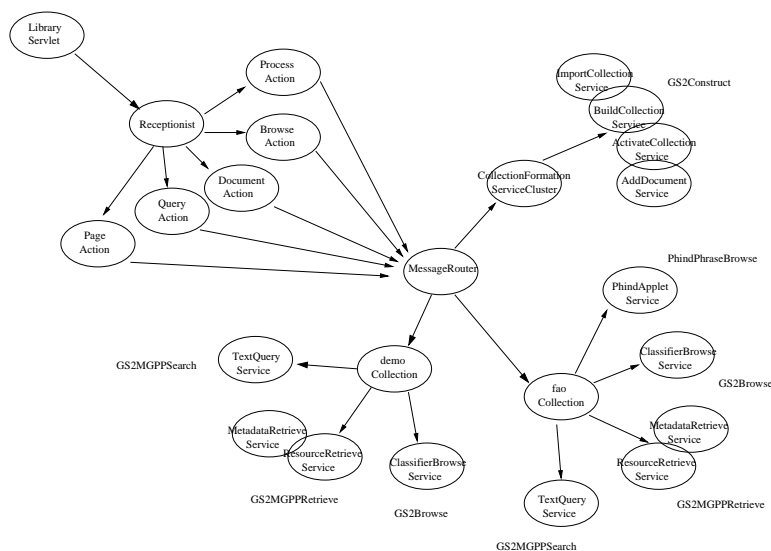 Library
Servlet
Process
Action
Receptionist
Browse
Action
Document
Action
Query
Action
Page
Action
MessageRouter
ImportCollection
Service
GS2Construct
BuildCollection
Service
ActivateCollection
Service
AddDocument
Service
CollectionFormation
ServiceCluster
PhindPhraseBrowse
PhindApplet
Service
ClassifierBrowse
Service
GS2Browse
fao
Collection
MetadataRetrieve
Service
ResourceRetrieve
Service
GS2MGPPRetrieve
TextQuery
Service
GS2MGPPSearch
demo
Collection
TextQuery
Service
GS2MGPPSearch
MetadataRetrieve
Service
ResourceRetrieve
Service
GS2MGPPRetrieve
ClassifierBrowse
Service
GS2Browse